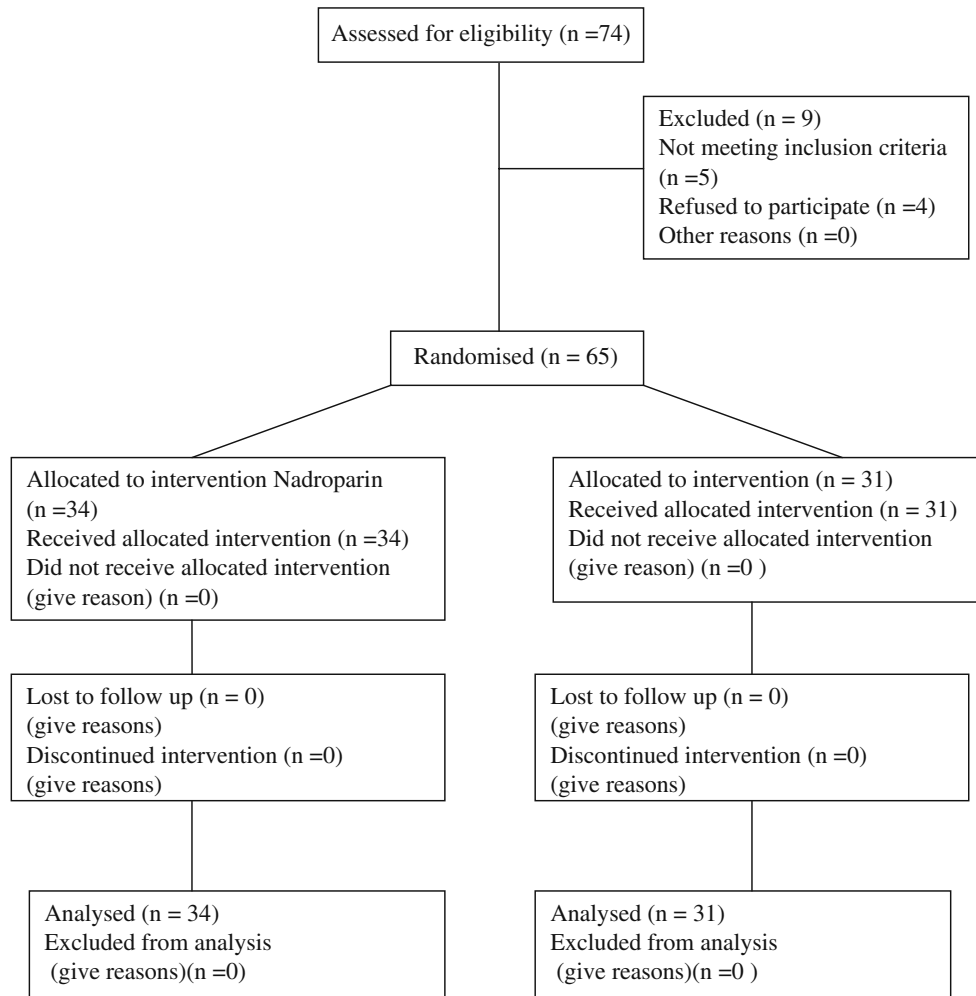 Assessed for eligibility (n =74)
Excluded (n = 9)
Not meeting inclusion criteria
(n =5)
Refused to participate (n =4)
Other reasons (n =0)
Randomised (n = 65)
Allocated to intervention Nadroparin
(n =34)
Received allocated intervention (n =34)
Did not receive allocated intervention
(give reason) (n =0)
Allocated to intervention (n = 31)
Received allocated intervention (n = 31)
Did not receive allocated intervention
(give reason) (n =0 )
Lost to follow up (n = 0)
(give reasons)
Discontinued intervention (n =0)
(give reasons)
Lost to follow up (n = 0)
(give reasons)
Discontinued intervention (n =0)
(give reasons)
Analysed (n = 34)
Excluded from analysis
(give reasons)(n =0)
Analysed (n = 31)
Excluded from analysis
(give reasons)(n =0 )